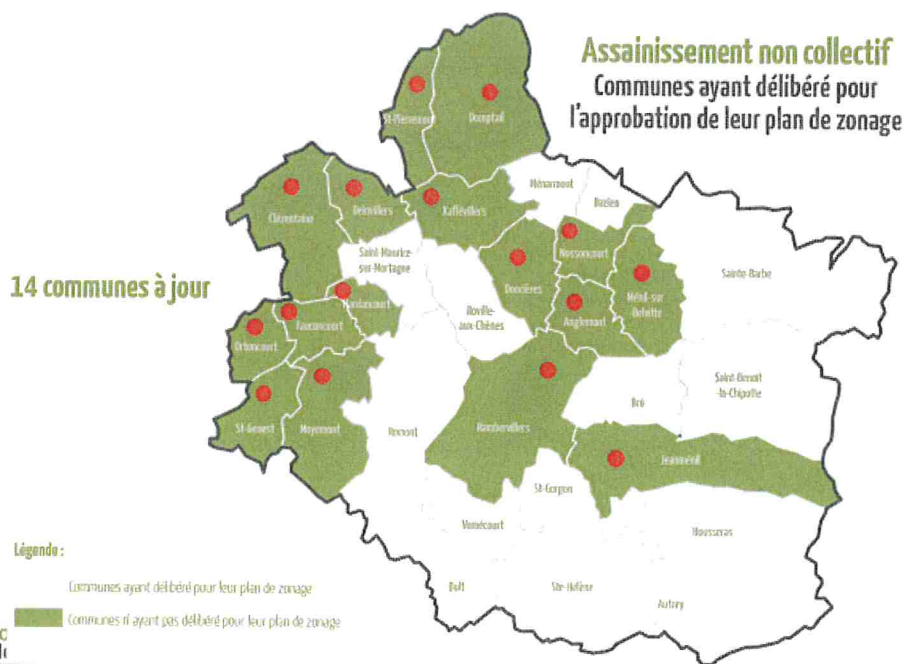 Assainissement non collectif
Communes ayant délibéré pour
l'approbation de leur plan de zonage
St-Pierremont
Domptail
Ménarmont
Bazien
Clézentaine
Deinvillers
Xaffévillers
Nossoncourt
Saint-Maurice-
sur-Mortagne
Doncières
Ménil-sur
Belvitte
Sainte-Barbe
14 communes à jour
Hardancourt
Roville-
aux-Chênes
Anglemont
Fauconcourt
Ortoncourt
Saint-Benoit
-la-Chipotte
Bru
St-Genest
Moyemont
Romont
Rambervillers
Jeanménil
St-Gorgon
Vomécourt
Housseras
Légende :
Bult
Ste-Hélène
Autrey
Communes ayant délibéré pour leur plan de zonage
Communes n'ayant pas délibéré pour leur plan de zonage